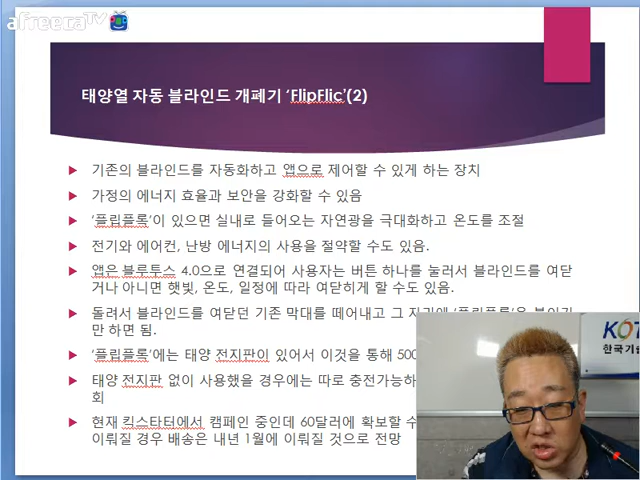 afreecaTV
태양열 자동 블라인드 개폐기 ‘FlipFlic’(2)
기존의 블라인드를 자동화하고 앱으로 제어할 수 있게 하는 장치
가정의 에너지 효율과 보안을 강화할 수 있음
‘플립플록’이 있으면 실내로 들어오는 자연광을 극대화하고 온도를 조절
전기와 에어컨, 난방 에너지의 사용을 절약할 수도 있음.
앱은 블루투스 4.0으로 연결되어 사용자는 버튼 하나를 눌러서 블라인드를 여닫
거나 아니면 햇빛, 온도, 일정에 따라 여닫히게 할 수도 있음.
돌려서 블라인드를 여닫던 기존 막대를 떼어내고 그
만 하면 됨.
‘플립플록’에는 태양 전지판이 있어서 이것을 통해 500
태양 전지판 없이 사용했을 경우에는 따로 충전가능하
회
현재 킥스타터에서 캠페인 중인데 60달러에 확보할 수
이뤄질 경우 배송은 내년 1월에 이뤄질 것으로 전망
KOT
한국기술